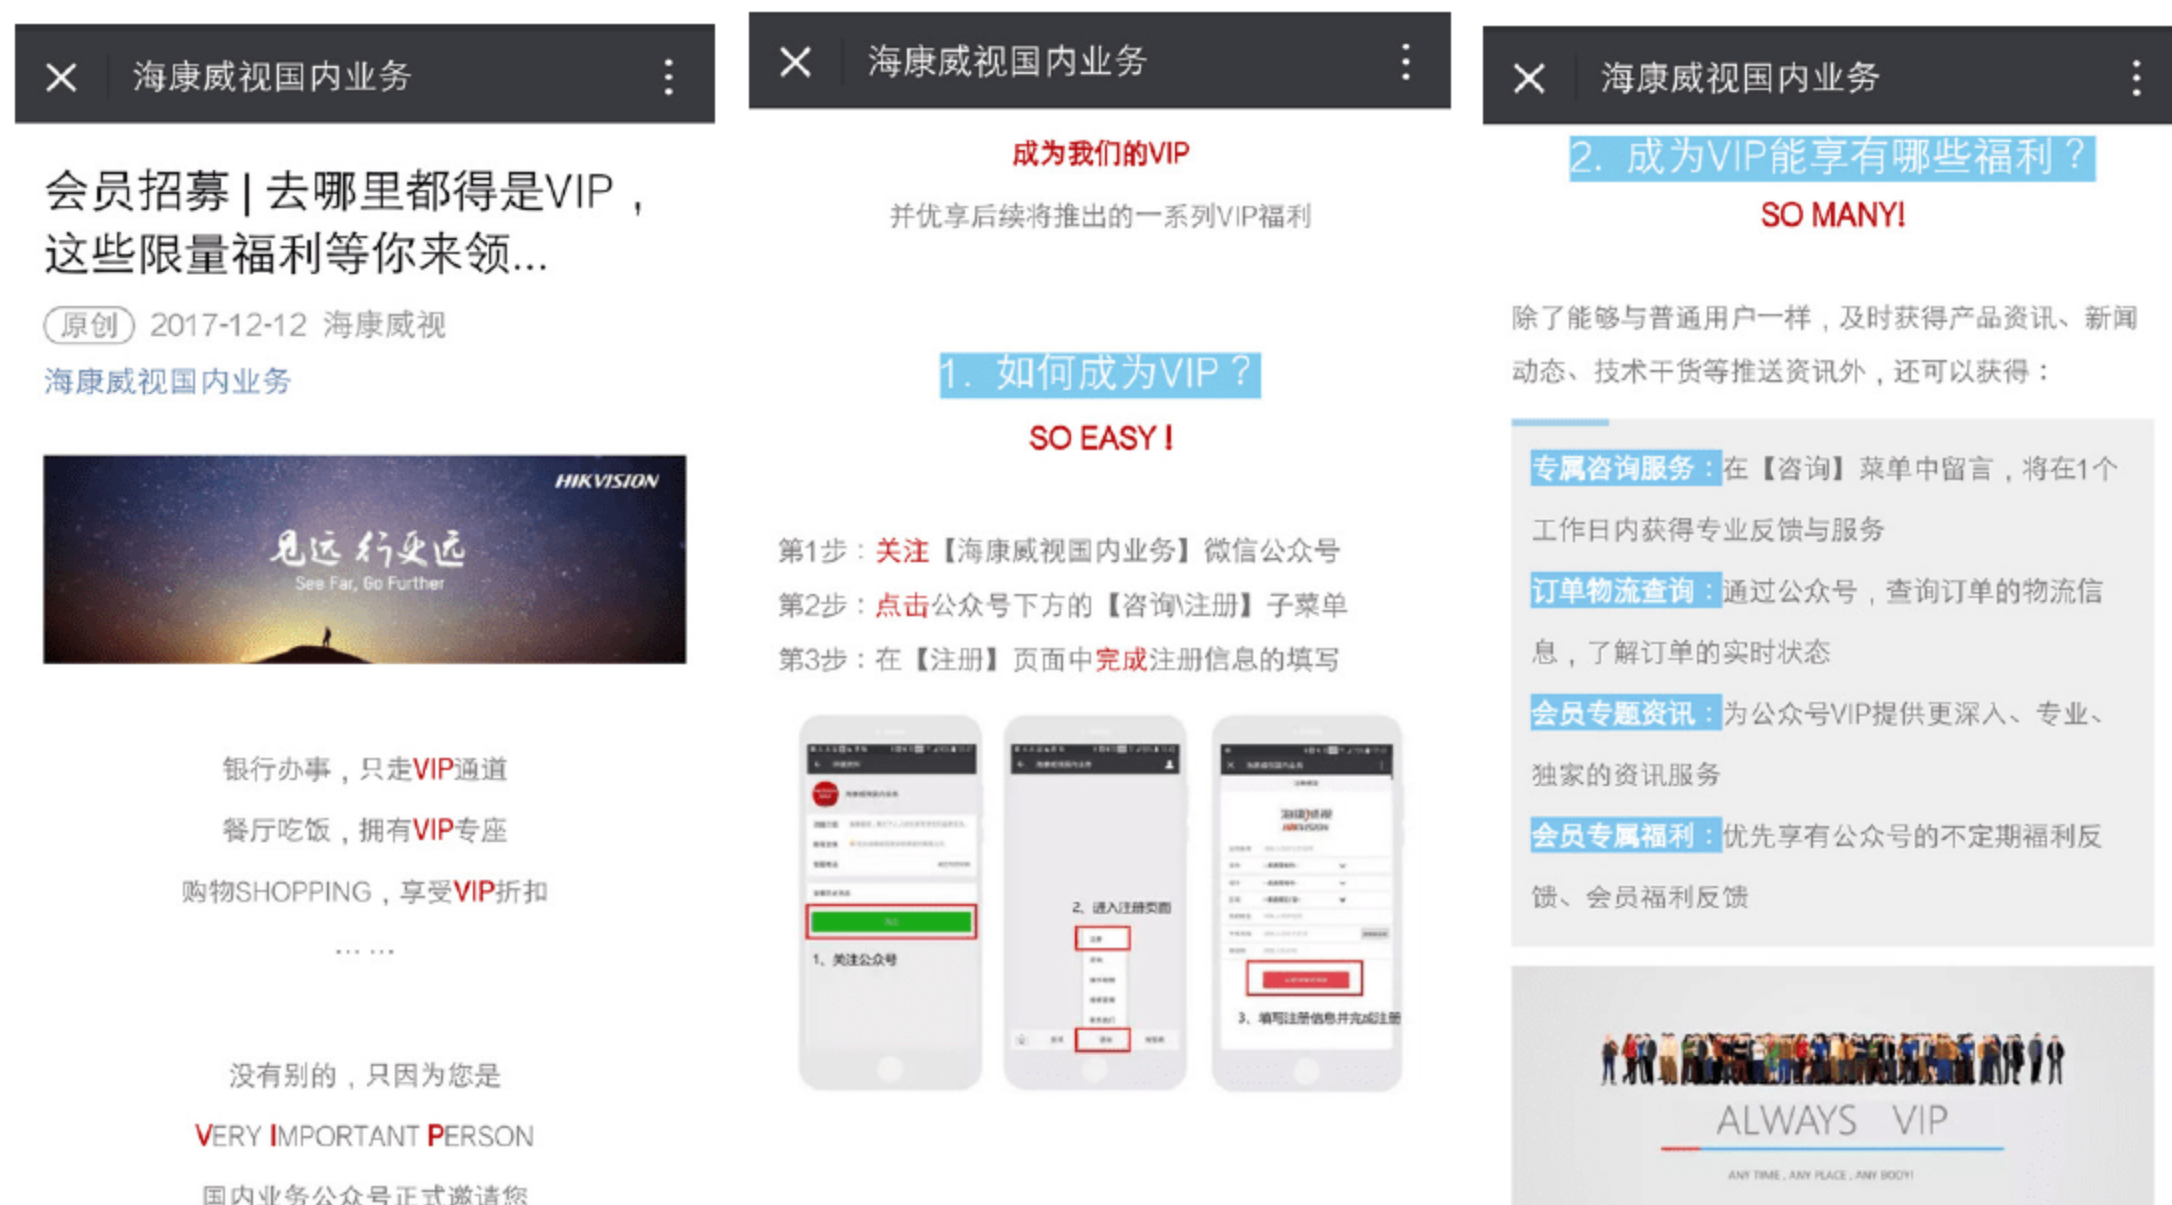 海康威视国内业务
会员招募 | 去哪里都得是VIP，
这些限量福利等你来领...
原创 2017-12-12 海康威视
海康威视国内业务
HIKVISION
见远 行更远
See Far, Go Further
银行办事，只走VIP通道
餐厅吃饭，拥有VIP专座
购物SHOPPING，享受VIP折扣
... ...
没有别的，只因为您是
VERY IMPORTANT PERSON
国内业务公众号正式邀请您
海康威视国内业务
成为我们的VIP
并优享后续将推出的一系列VIP福利
1. 如何成为VIP？
SO EASY！
第1步：关注【海康威视国内业务】微信公众号
第2步：点击公众号下方的【咨询\注册】子菜单
第3步：在【注册】页面中完成注册信息的填写
1、关注公众号
2、进入注册页面
海康威视
HIKVISION
3、填写注册信息并完成注册
海康威视国内业务
2. 成为VIP能享有哪些福利？
SO MANY!
除了能够与普通用户一样，及时获得产品资讯、新闻
动态、技术干货等推送资讯外，还可以获得：
专属咨询服务：在【咨询】菜单中留言，将在1个
工作日内获得专业反馈与服务
订单物流查询：通过公众号，查询订单的物流信
息，了解订单的实时状态
会员专题资讯：为公众号VIP提供更深入、专业、
独家的资讯服务
会员专属福利：优先享有公众号的不定期福利反
馈、会员福利反馈
ALWAYS VIP
ANY TIME , ANY PLACE , ANY BODY!